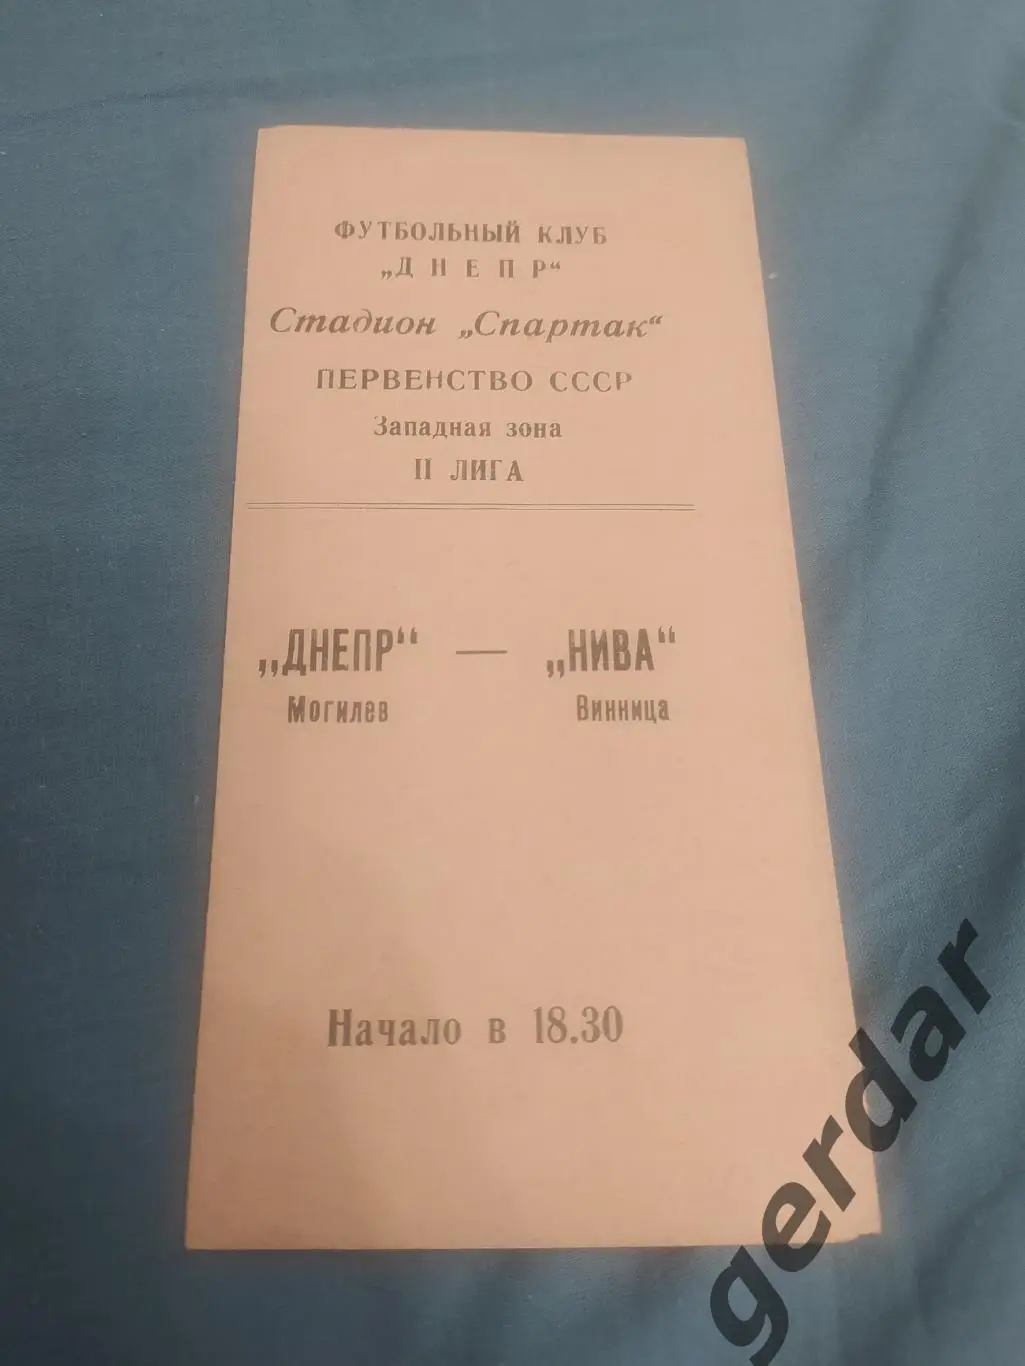 ФУТБОЛЬНЫЙ КЛУБ
„ДНЕПР“
Стадион „Спартак“
ПЕРВЕНСТВО СССР
Западная зона
II ЛИГА
„ДНЕПР“ — „НИВА“
Могилев Винница
Начало в 18.30
gerdar